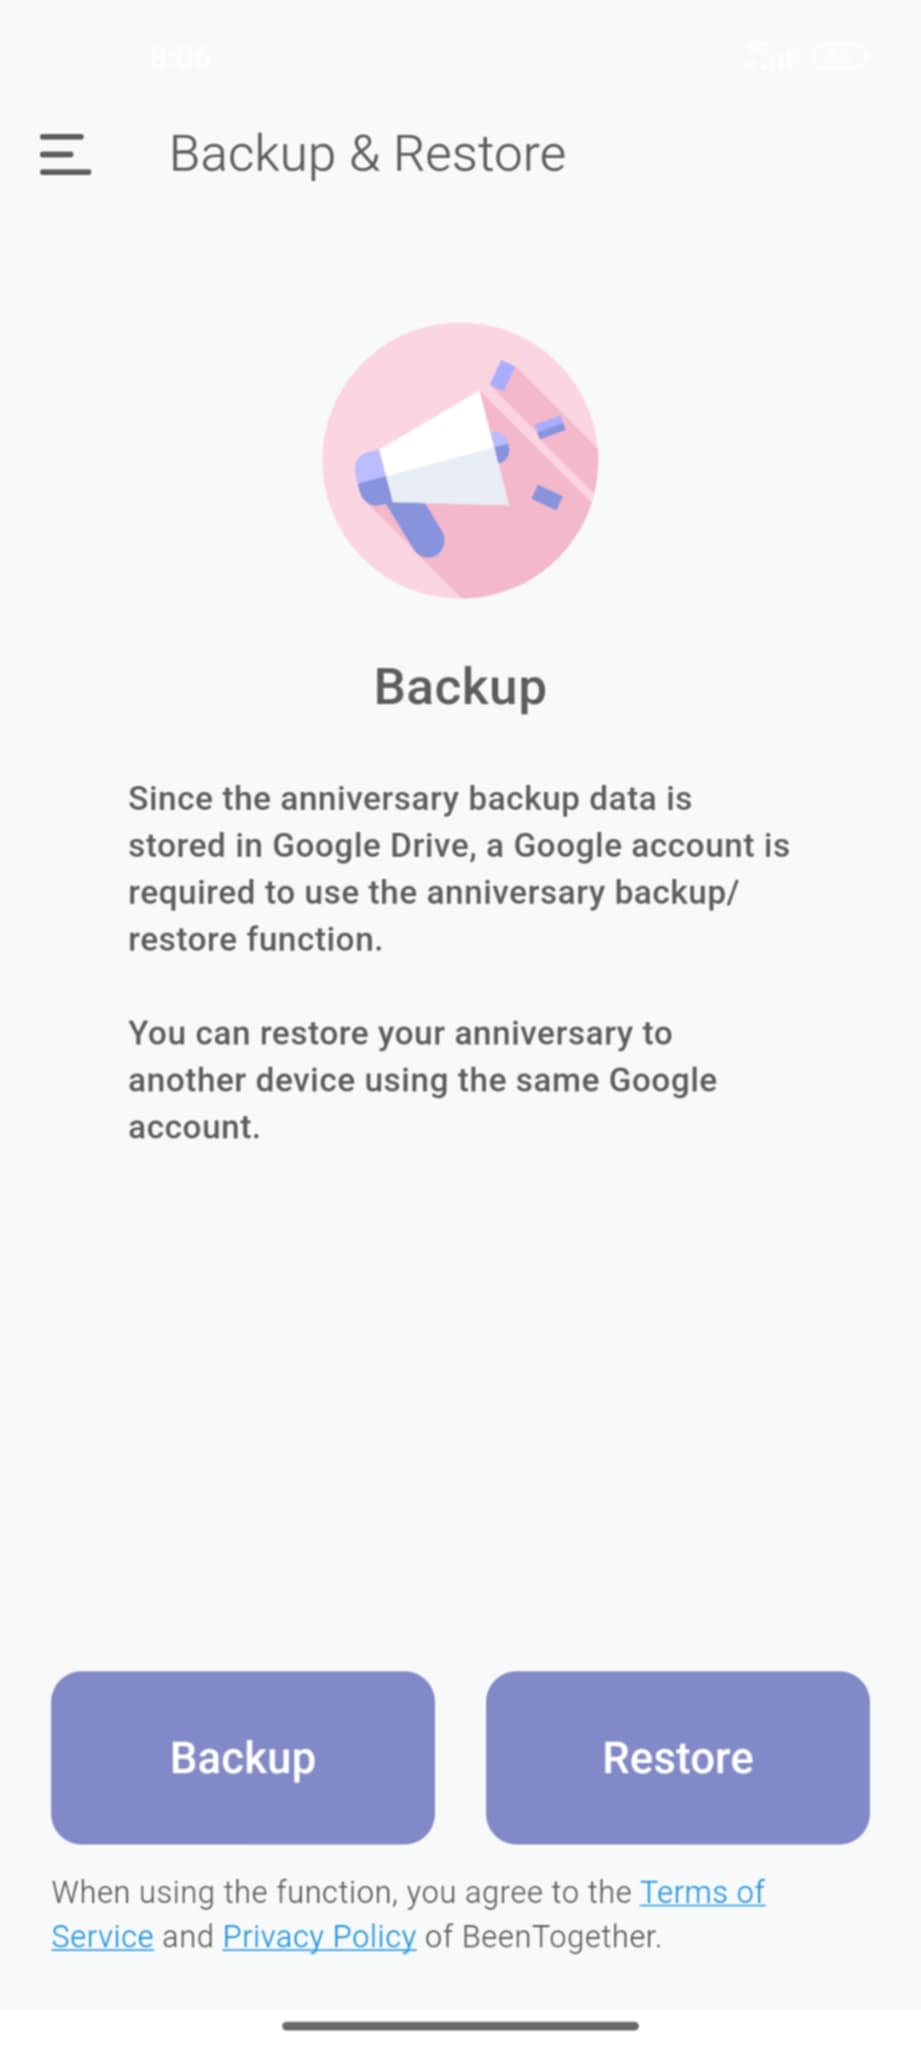 8:06
Backup & Restore
Backup
Since the anniversary backup data is
stored in Google Drive, a Google account is
required to use the anniversary backup/
restore function.
You can restore your anniversary to
another device using the same Google
account.
Backup
Restore
When using the function, you agree to the Terms of
Service and Privacy Policy of BeenTogether.